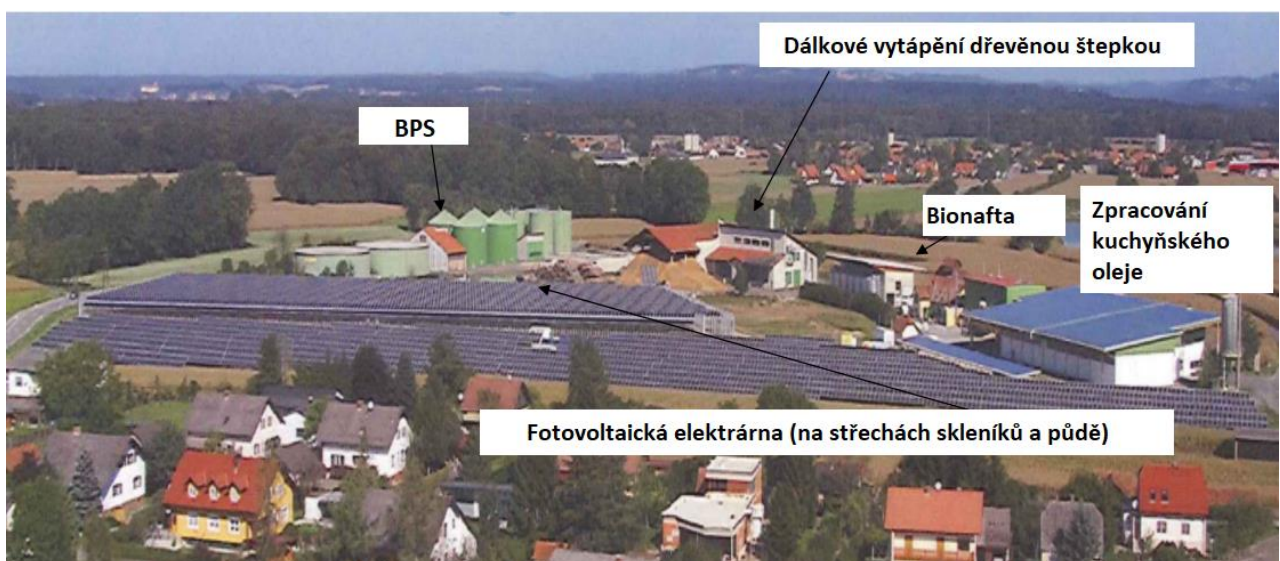 Dálkové vytápění dřevěnou štepkou
BPS
Bionafta
Zpracování
kuchyňského
oleje
Fotovoltaická elektrárna (na střechách skleníků a půdě)